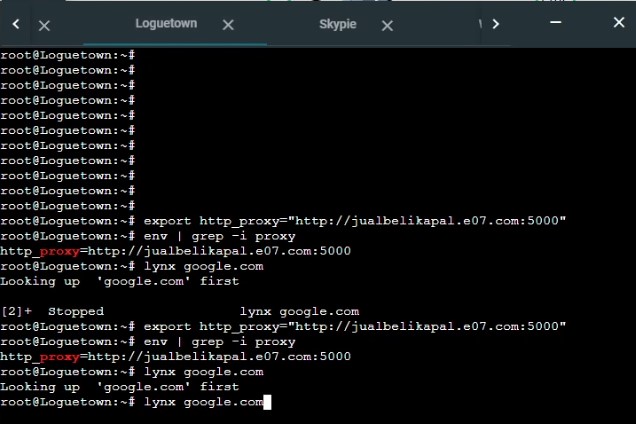 Loguetown
Skypie
root@Loguetown:~#
root@Loguetown:~#
root@Loguetown:~#
root@Loguetown:~#
root@Loguetown:~#
root@Loguetown:~#
root@Loguetown:~#
root@Loguetown:~#
root@Loguetown:~#
root@Loguetown:~#
root@Loguetown:~#
root@Loguetown:~# export http_proxy="http://jualbelikapal.e07.com:5000"
root@Loguetown:~# env | grep -i proxy
http_proxy=http://jualbelikapal.e07.com:5000
root@Loguetown:~# lynx google.com
Looking up  'google.com' first

[2]+  Stopped                 lynx google.com
root@Loguetown:~# export http_proxy="http://jualbelikapal.e07.com:5000"
root@Loguetown:~# env | grep -i proxy
http_proxy=http://jualbelikapal.e07.com:5000
root@Loguetown:~# lynx google.com
Looking up  'google.com' first
root@Loguetown:~# lynx google.com